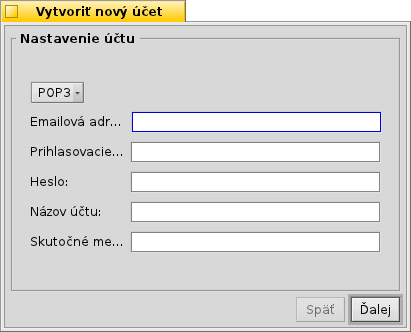 Vytvoriť nový účet
Nastavenie účtu
POP3
Emailová adr...
Prihlasovacie...
Heslo:
Názov účtu:
Skutočné me...
Späť
Ďalej